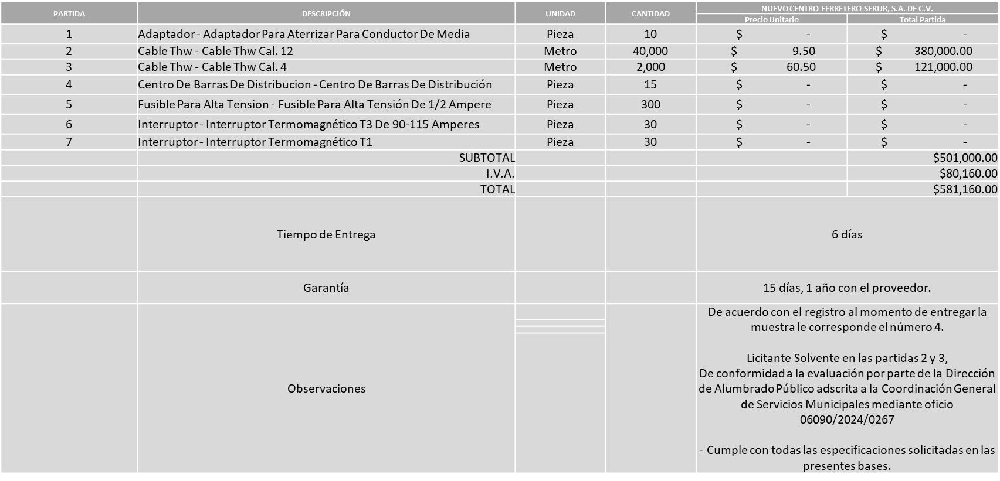 PARTIDA DESCRIPCIÓN UNIDAD CANTIDAD NUEVO CENTRO FERRETERO SERUR, S.A. DE C.V.
Precio Unitario Total Partida
1 Adaptador - Adaptador Para Aterrizar Para Conductor De Media Pieza 10 $ - $ -
2 Cable Thw - Cable Thw Cal. 12 Metro 40,000 $ 9.50 $ 380,000.00
3 Cable Thw - Cable Thw Cal. 4 Metro 2,000 $ 60.50 $ 121,000.00
4 Centro De Barras De Distribucion - Centro De Barras De Distribución Pieza 15 $ - $ -
5 Fusible Para Alta Tension - Fusible Para Alta Tensión De 1/2 Ampere Pieza 300 $ - $ -
6 Interruptor - Interruptor Termomagnético T3 De 90-115 Amperes Pieza 30 $ - $ -
7 Interruptor - Interruptor Termomagnético T1 Pieza 30 $ - $ -
SUBTOTAL $501,000.00
I.V.A. $80,160.00
TOTAL $581,160.00
Tiempo de Entrega 6 días
Garantía 15 días, 1 año con el proveedor.
Observaciones
De acuerdo con el registro al momento de entregar la
muestra le corresponde el número 4.
Licitante Solvente en las partidas 2 y 3,
De conformidad a la evaluación por parte de la Dirección
de Alumbrado Público adscrita a la Coordinación General
de Servicios Municipales mediante oficio
06090/2024/0267
- Cumple con todas las especificaciones solicitadas en las
presentes bases.